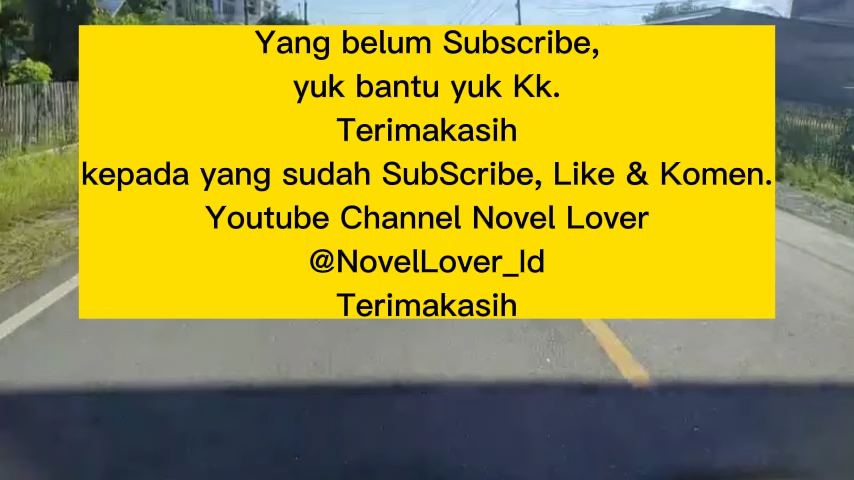 Yang belum Subscribe,
yuk bantu yuk Kk.
Terimakasih
kepada yang sudah SubScribe, Like & Komen.
Youtube Channel Novel Lover
@NovelLover_Id
Terimakasih